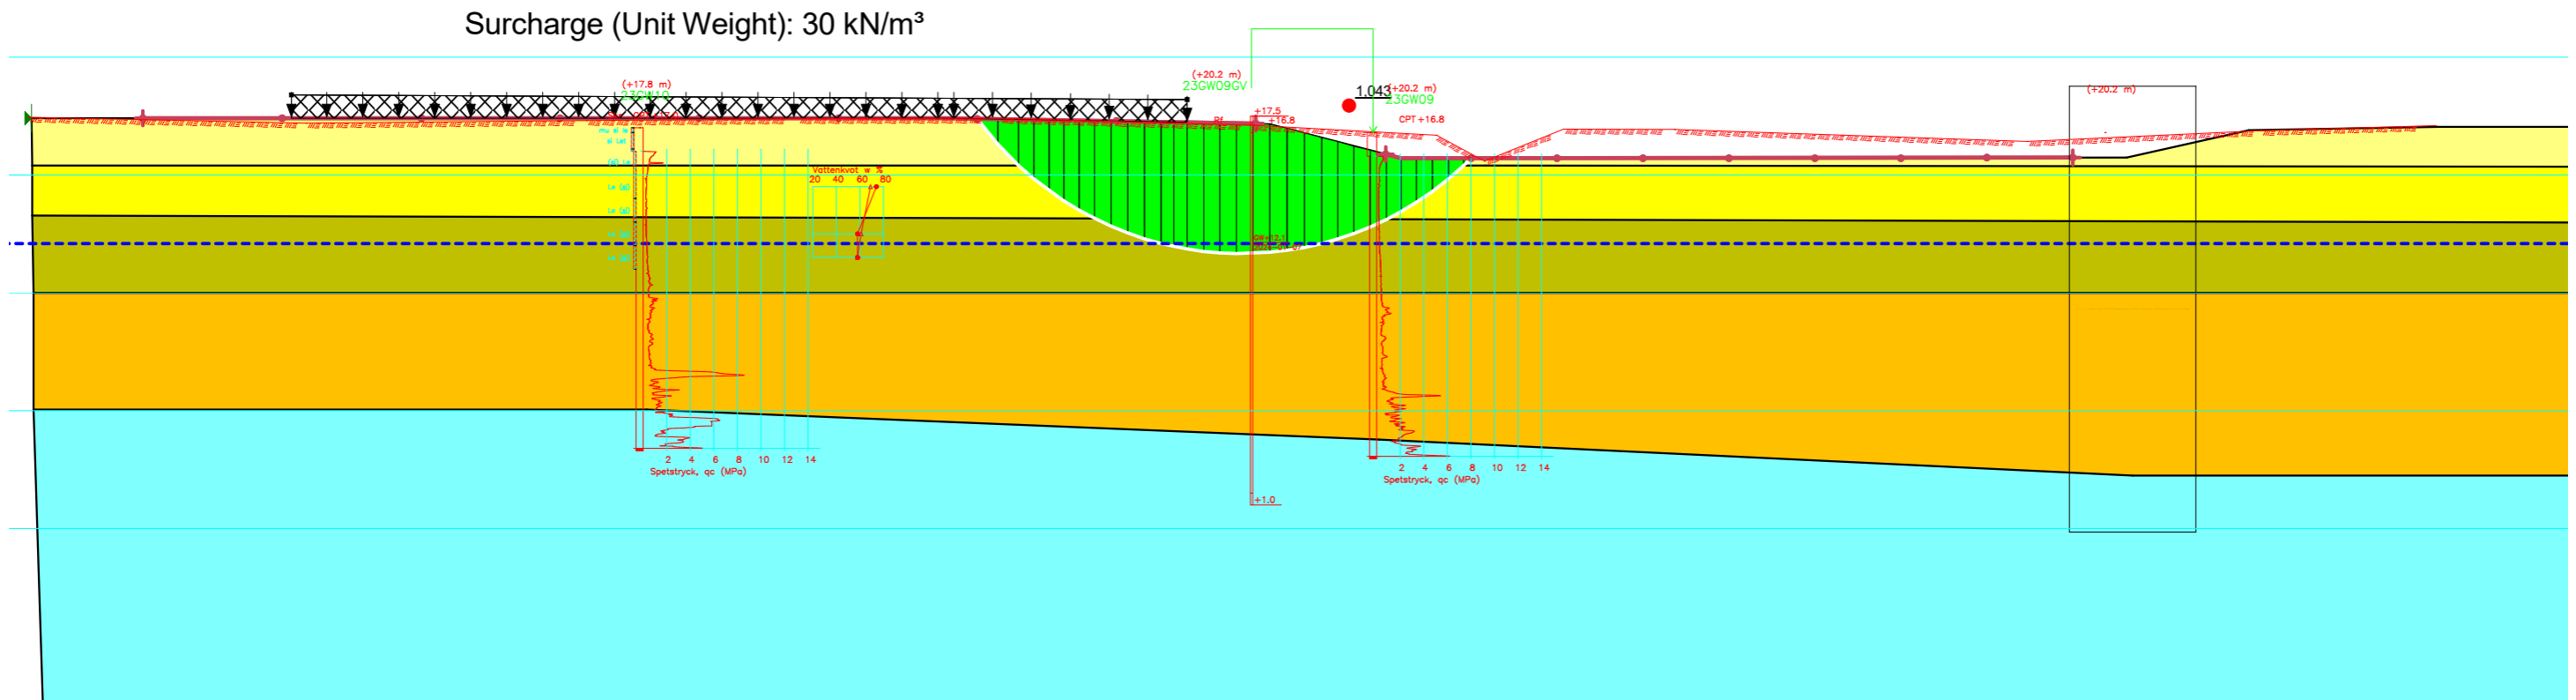 Surcharge (Unit Weight): 30 kN/m³
(+17.8 m)
23GW10
(+20.2 m)
23GW09GV
1.043
(+20.2 m)
23GW09
(+20.2 m)
+17.5
+16.8
CPT +16.8
Vattenkvot w %
20 40 60 80
2 4 6 8 10 12 14
Spetstryck, qc (MPa)
2 4 6 8 10 12 14
Spetstryck, qc (MPa)
+1.0